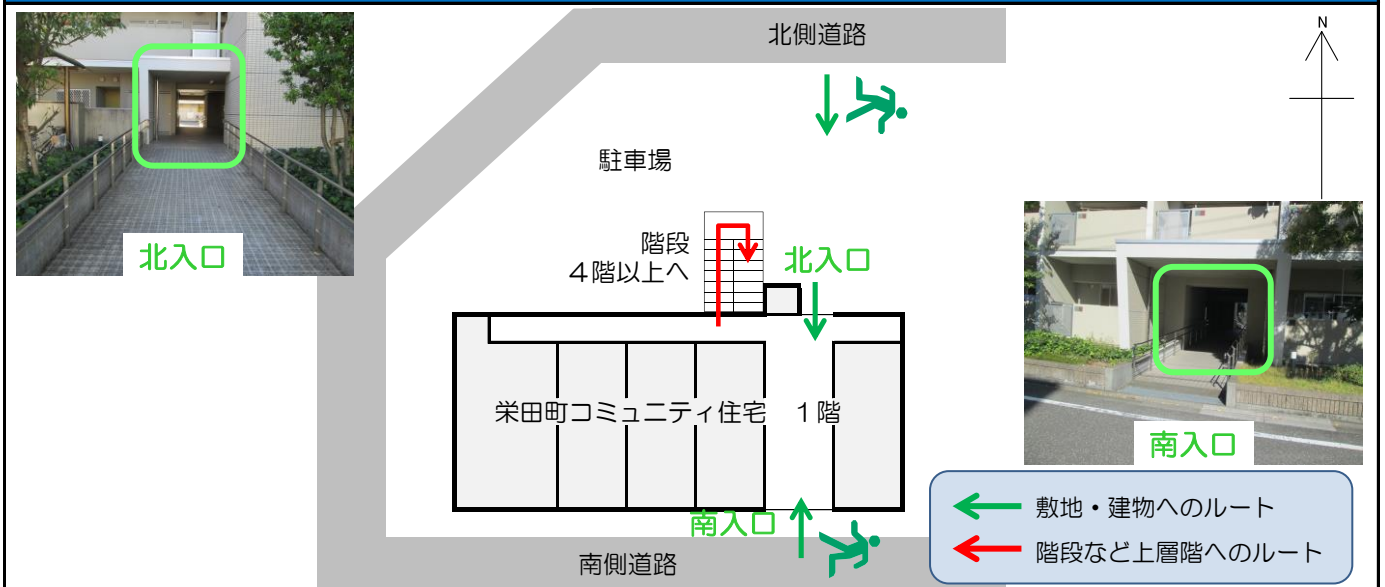 北側道路
N
駐車場
北入口
階段
４階以上へ
北入口
栄田町コミュニティ住宅　１階
南入口
南入口
南側道路
敷地・建物へのルート
階段など上層階へのルート